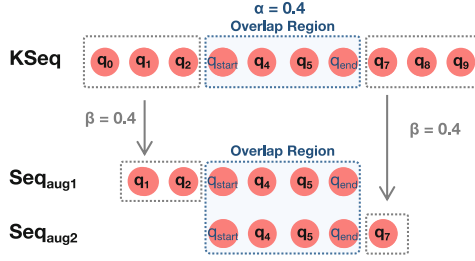 α = 0.4
Overlap Region
KSeq
q0 q1 q2 qstart q4 q5 qend q7 q8 q9
β = 0.4
β = 0.4
Overlap Region
Seqaug1
q1 q2 qstart q4 q5 qend
Seqaug2
qstart q4 q5 qend q7